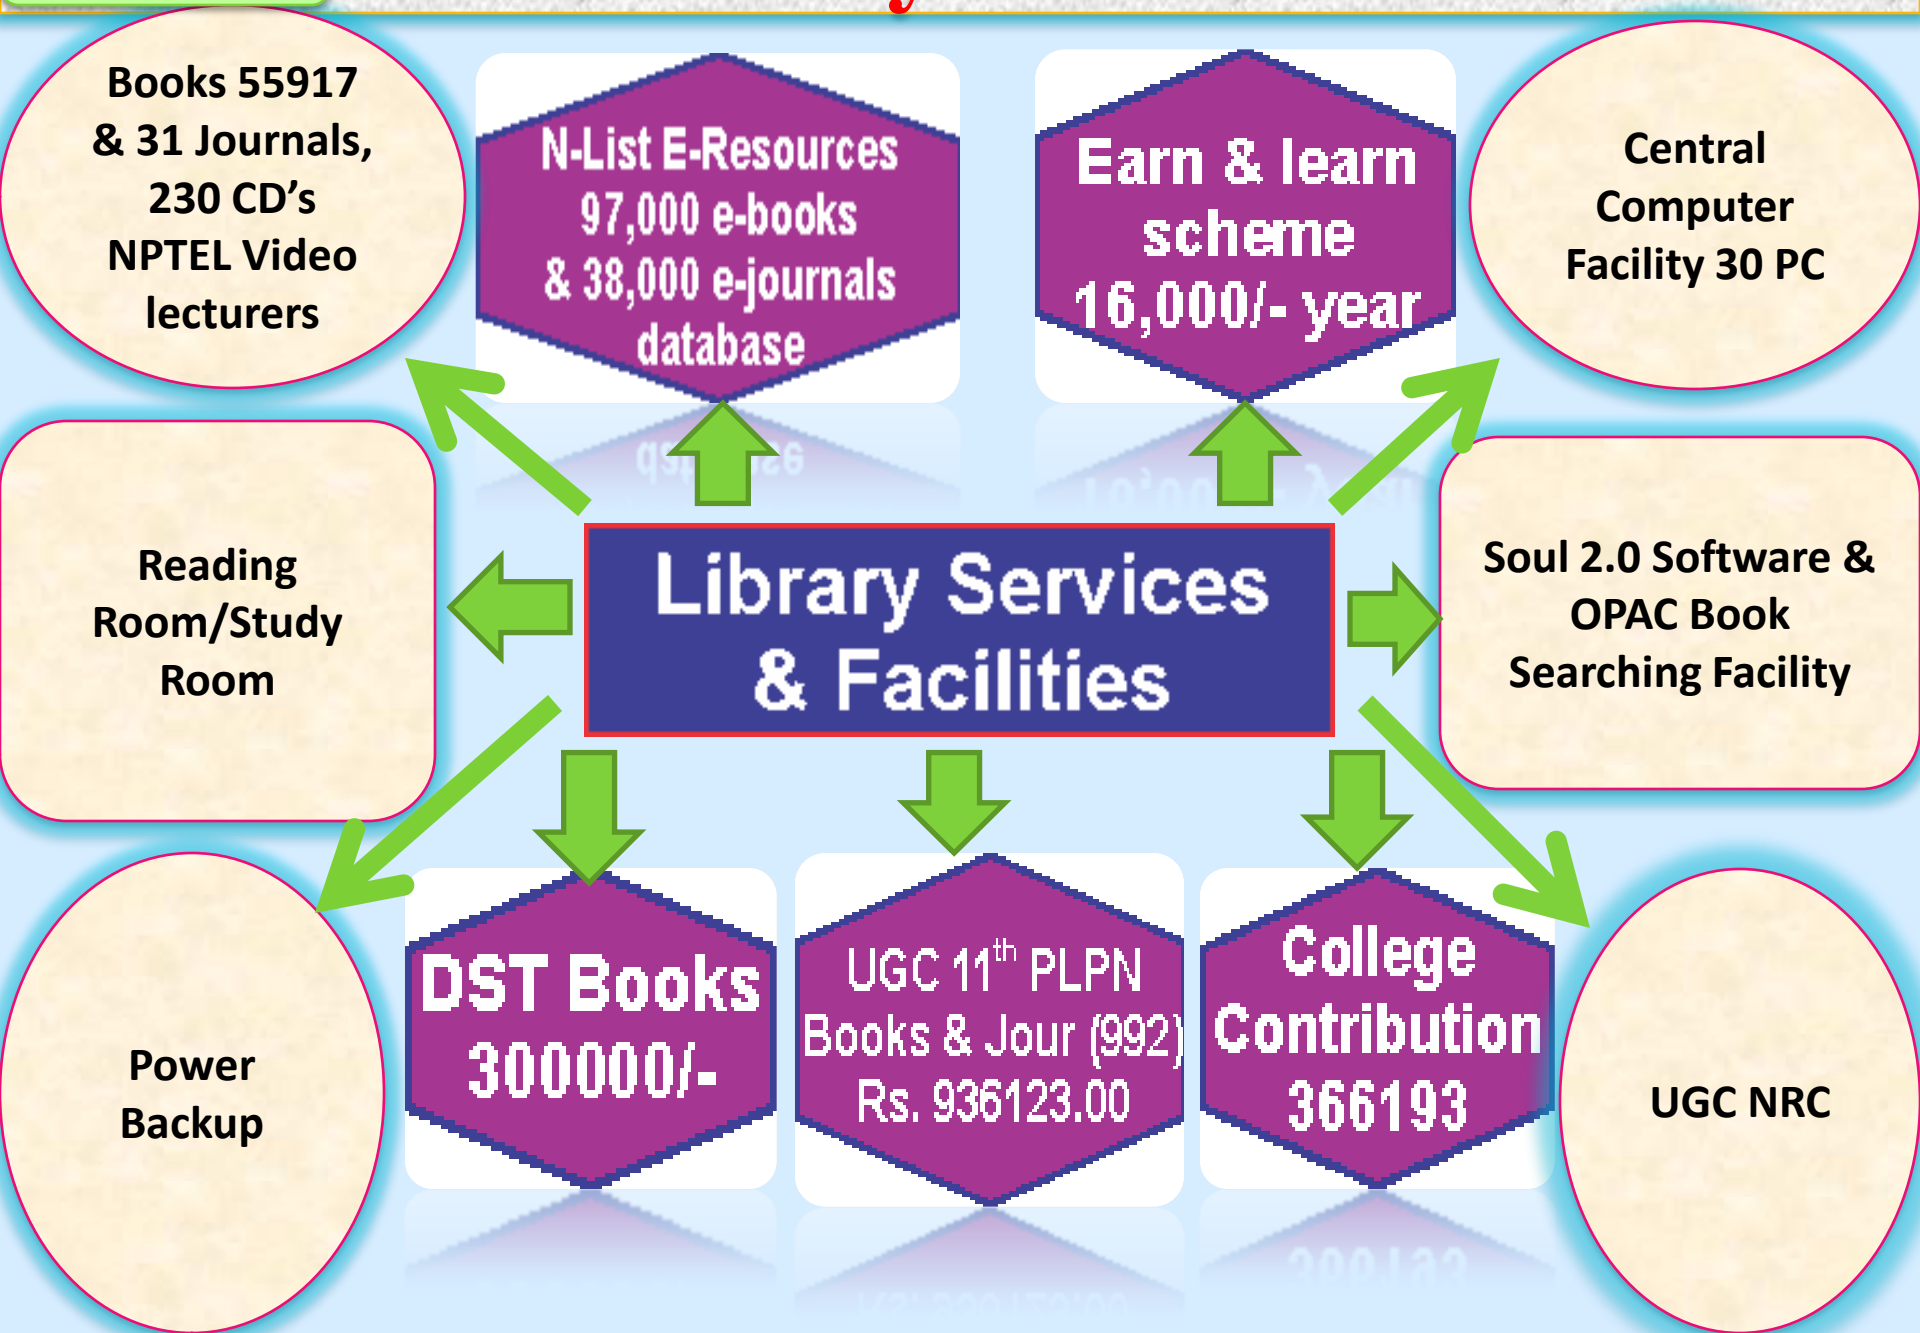 Books 55917
& 31 Journals,
230 CD’s
NPTEL Video
lecturers
N-List E-Resources
97,000 e-books
& 38,000 e-journals
database
Earn & learn
scheme
16,000/- year
Central
Computer
Facility 30 PC
Reading
Room/Study
Room
Library Services
& Facilities
Soul 2.0 Software &
OPAC Book
Searching Facility
Power
Backup
DST Books
300000/-
UGC 11th PLPN
Books & Jour (992)
Rs. 936123.00
College
Contribution
366193
UGC NRC